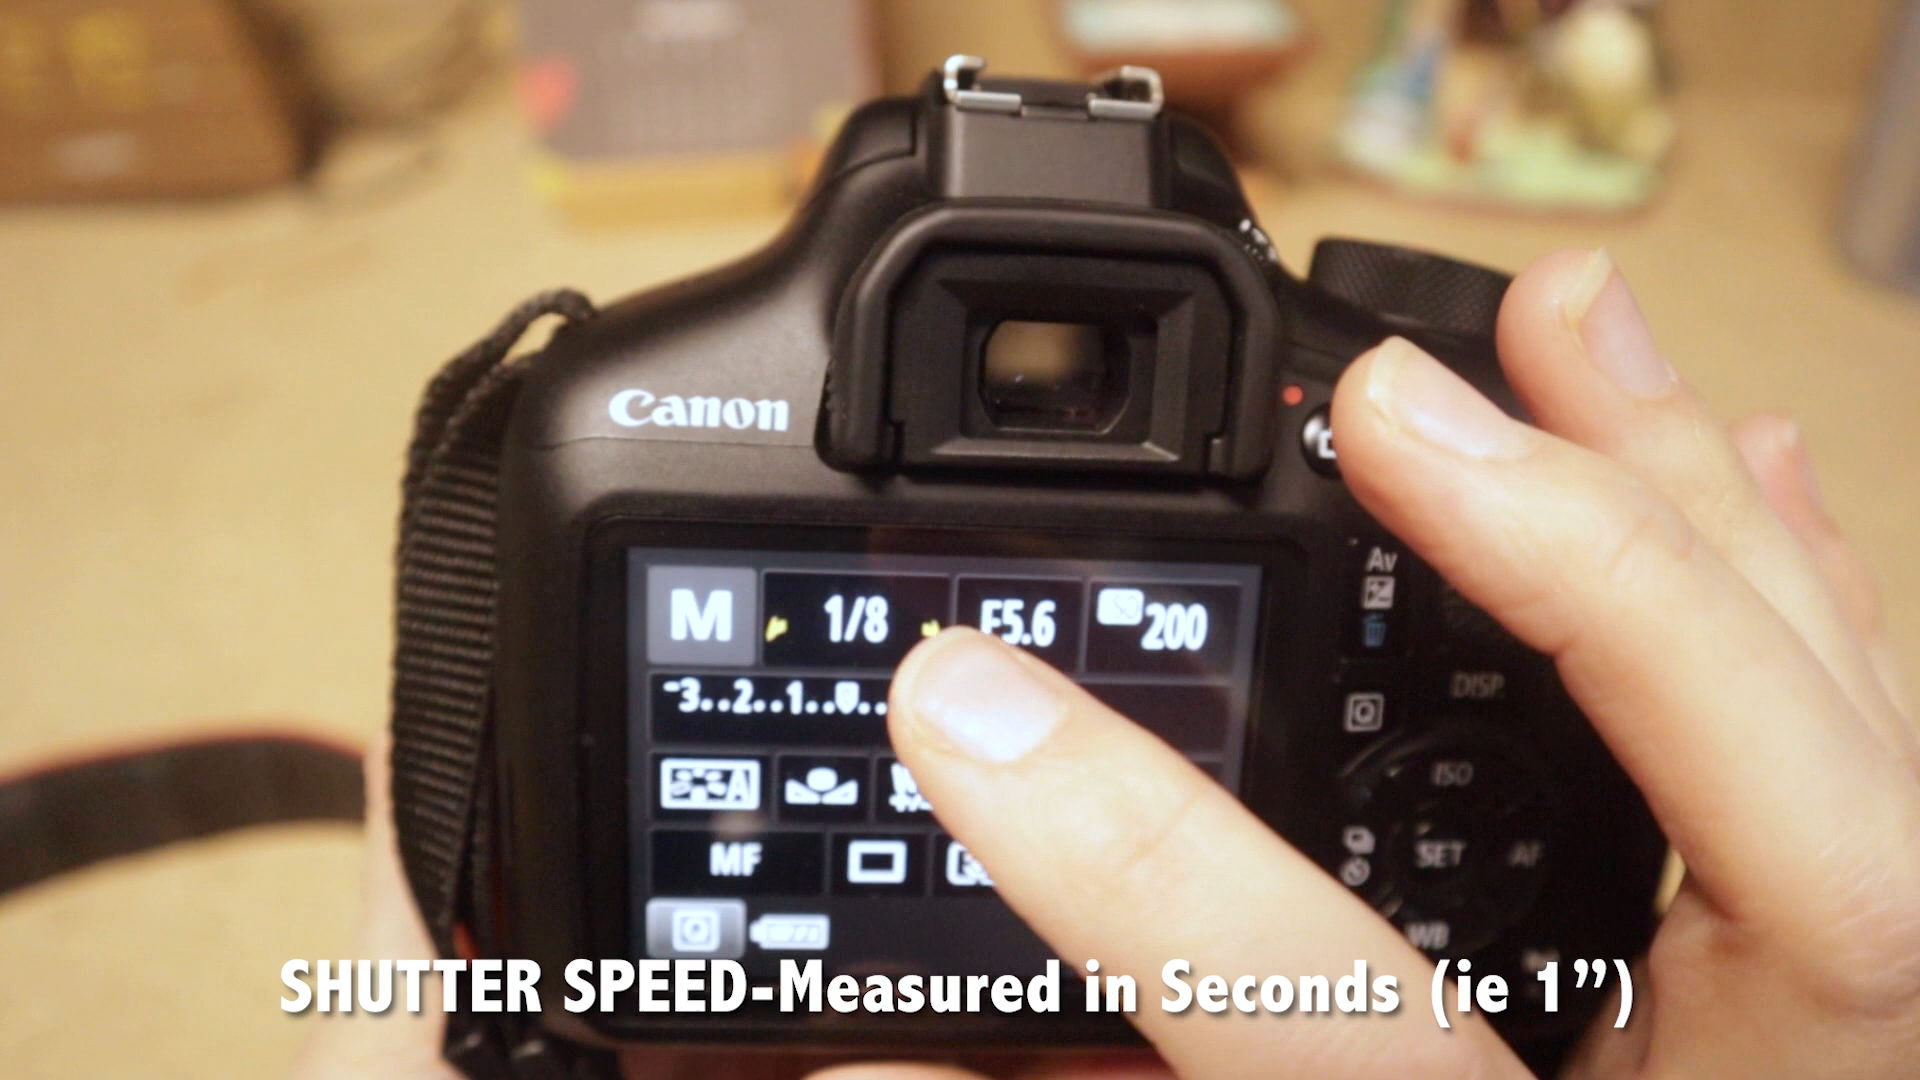 Canon
M 1/8 F5.6 ISO 200
-3..2..1..0..
A
MF
Q
Av
Q
DISP.
ISO
SET AF
WB
SHUTTER SPEED-Measured in Seconds (ie 1”)